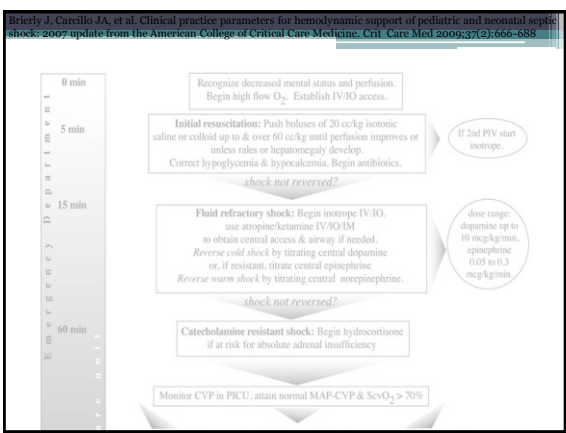 Brierly J, Carcillo JA, et al. Clinical practice parameters for hemodynamic support of pediatric and neonatal septic
shock: 2007 update from the American College of Critical Care Medicine. Crit Care Med 2009;37(2):666-688
0 min
Recognize decreased mental status and perfusion.
Begin high flow O2. Establish IV/IO access.
5 min
Initial resuscitation: Push boluses of 20 cc/kg isotonic
saline or colloid up to & over 60 cc/kg until perfusion improves or
unless rales or hepatomegaly develop.
Correct hypoglycemia & hypocalcemia. Begin antibiotics.
If 2nd PIV start
inotrope.
shock not reversed?
15 min
Fluid refractory shock: Begin inotrope IV/IO.
use atropine/ketamine IV/IO/IM
to obtain central access & airway if needed.
Reverse cold shock by titrating central dopamine
or, if resistant, titrate central epinephrine
Reverse warm shock by titrating central norepinephrine.
dose range:
dopamine up to
10 mcg/kg/min,
epinephrine
0.05 to 0.3
mcg/kg/min.
shock not reversed?
60 min
Catecholamine resistant shock: Begin hydrocortisone
if at risk for absolute adrenal insufficiency
Monitor CVP in PICU, attain normal MAP-CVP & ScvO2 > 70%
Emergency Department
are unit